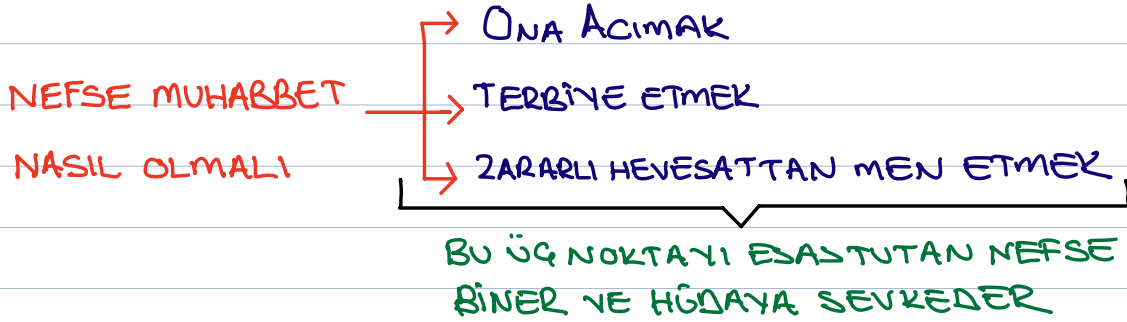 ONA ACIMAK
NEFSE MUHABBET
TERBİYE ETMEK
NASIL OLMALI
ZARARLI HEVESATTAN MEN ETMEK
BU ÜÇ NOKTAYI ESAS TUTAN NEFSE
BİNER VE HÜDAYA SEVKEDER